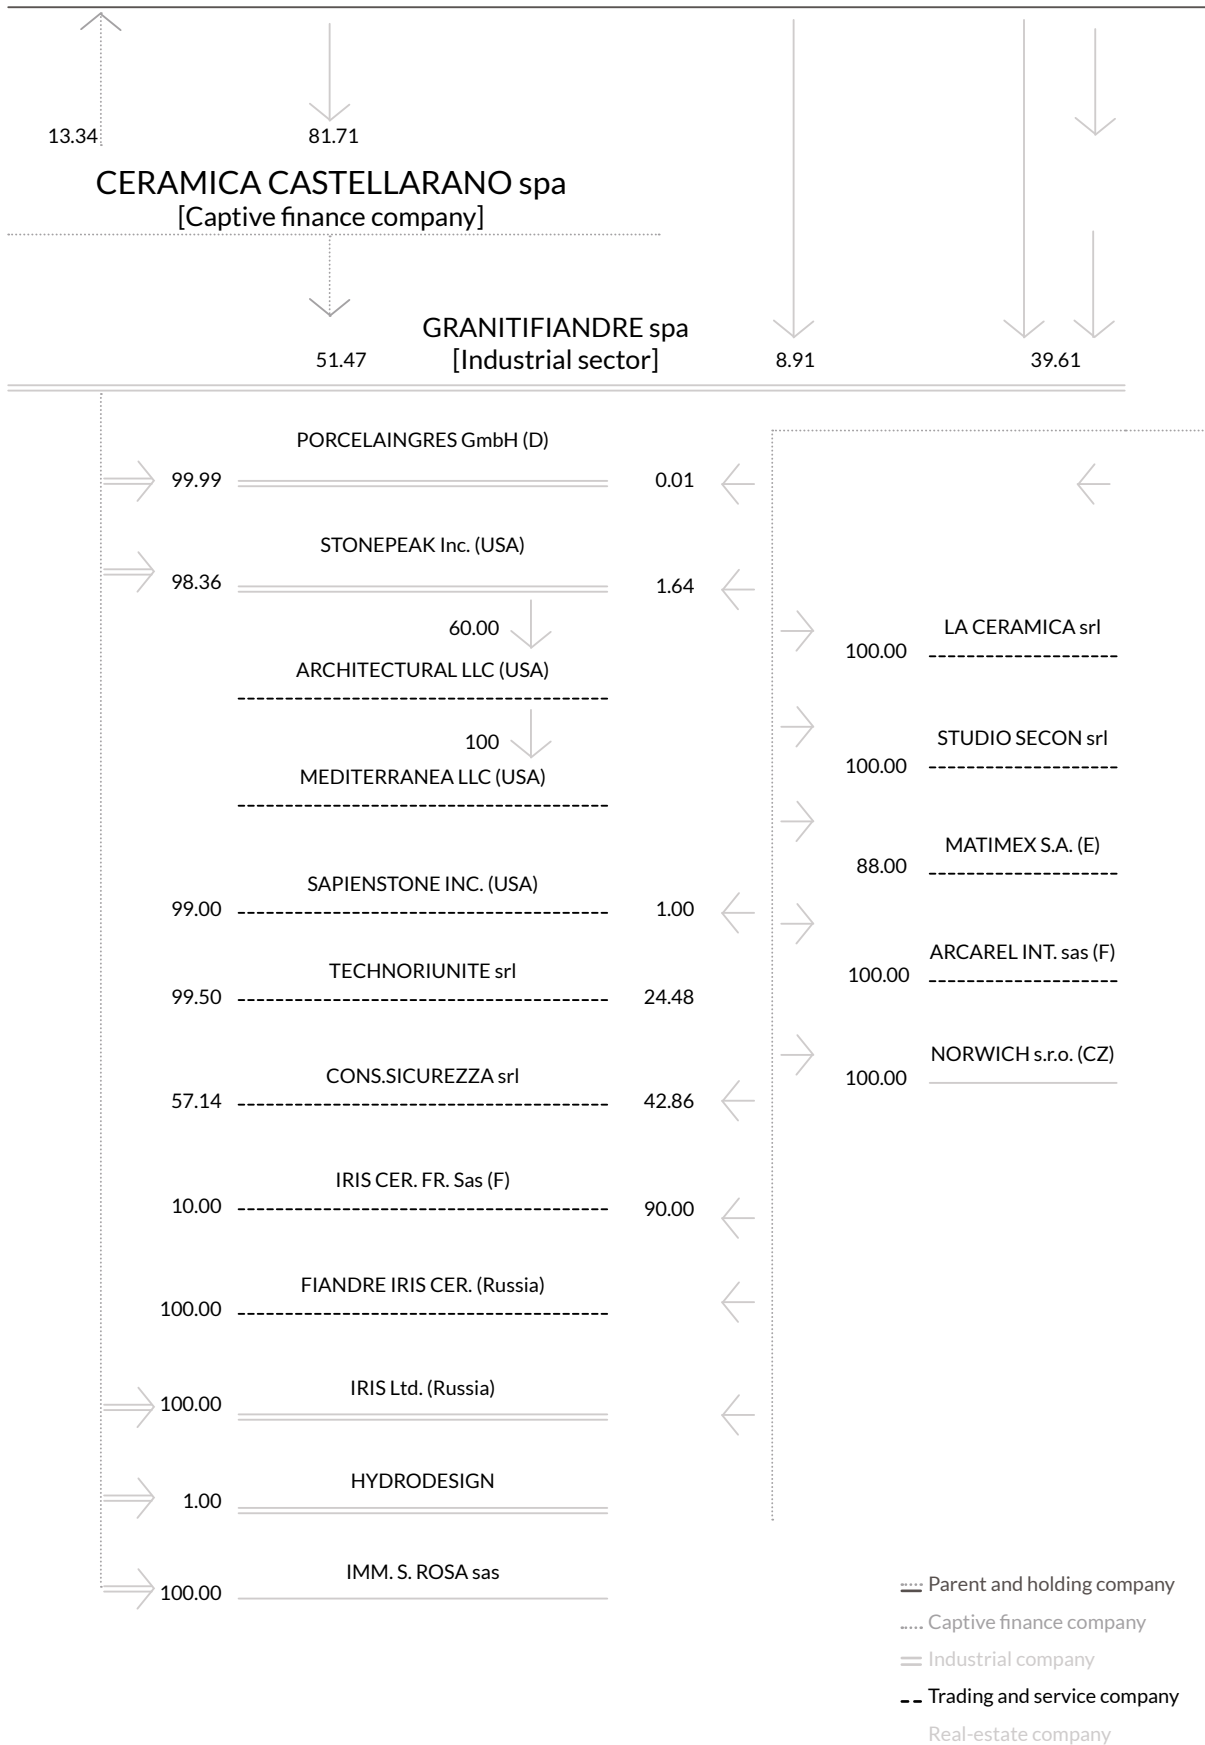 13.34
81.71
CERAMICA CASTELLARANO spa
[Captive finance company]
GRANITIFIANDRE spa
51.47 [Industrial sector] 8.91 39.61
PORCELAINGRES GmbH (D)
99.99 0.01
STONEPEAK Inc. (USA)
98.36 1.64
60.00
ARCHITECTURAL LLC (USA)
100
MEDITERRANEA LLC (USA)
SAPIENSTONE INC. (USA)
99.00 1.00
TECHNORIUNITE srl
99.50 24.48
CONS.SICUREZZA srl
57.14 42.86
IRIS CER. FR. Sas (F)
10.00 90.00
FIANDRE IRIS CER. (Russia)
100.00
IRIS Ltd. (Russia)
100.00
HYDRODESIGN
1.00
IMM. S. ROSA sas
100.00
LA CERAMICA srl
100.00
STUDIO SECON srl
100.00
MATIMEX S.A. (E)
88.00
ARCAREL INT. sas (F)
100.00
NORWICH s.r.o. (CZ)
100.00
Parent and holding company
Captive finance company
Industrial company
Trading and service company
Real-estate company